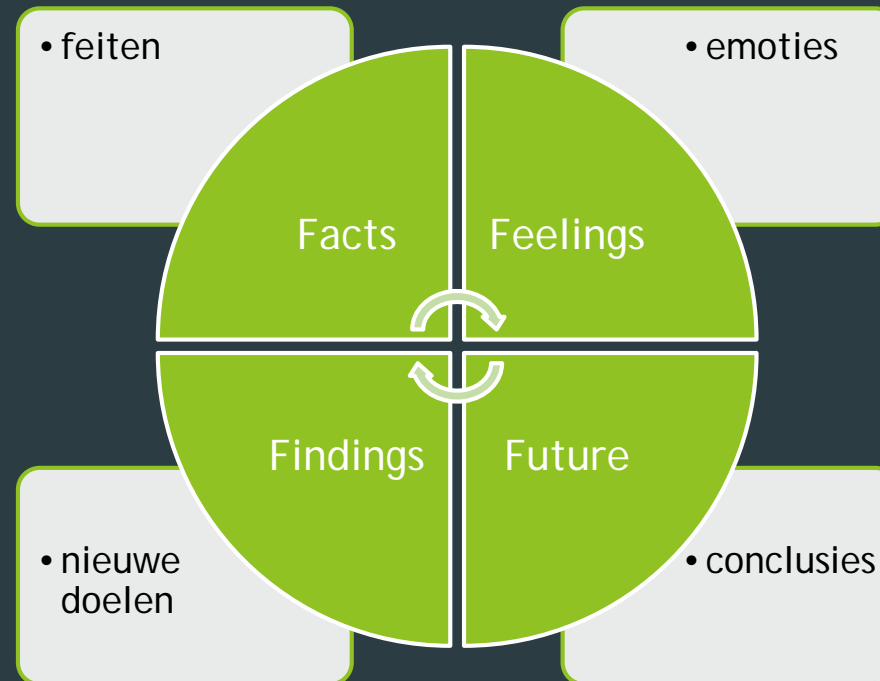 • feiten
• emoties
Facts
Feelings
Findings
Future
• nieuwe
doelen
• conclusies